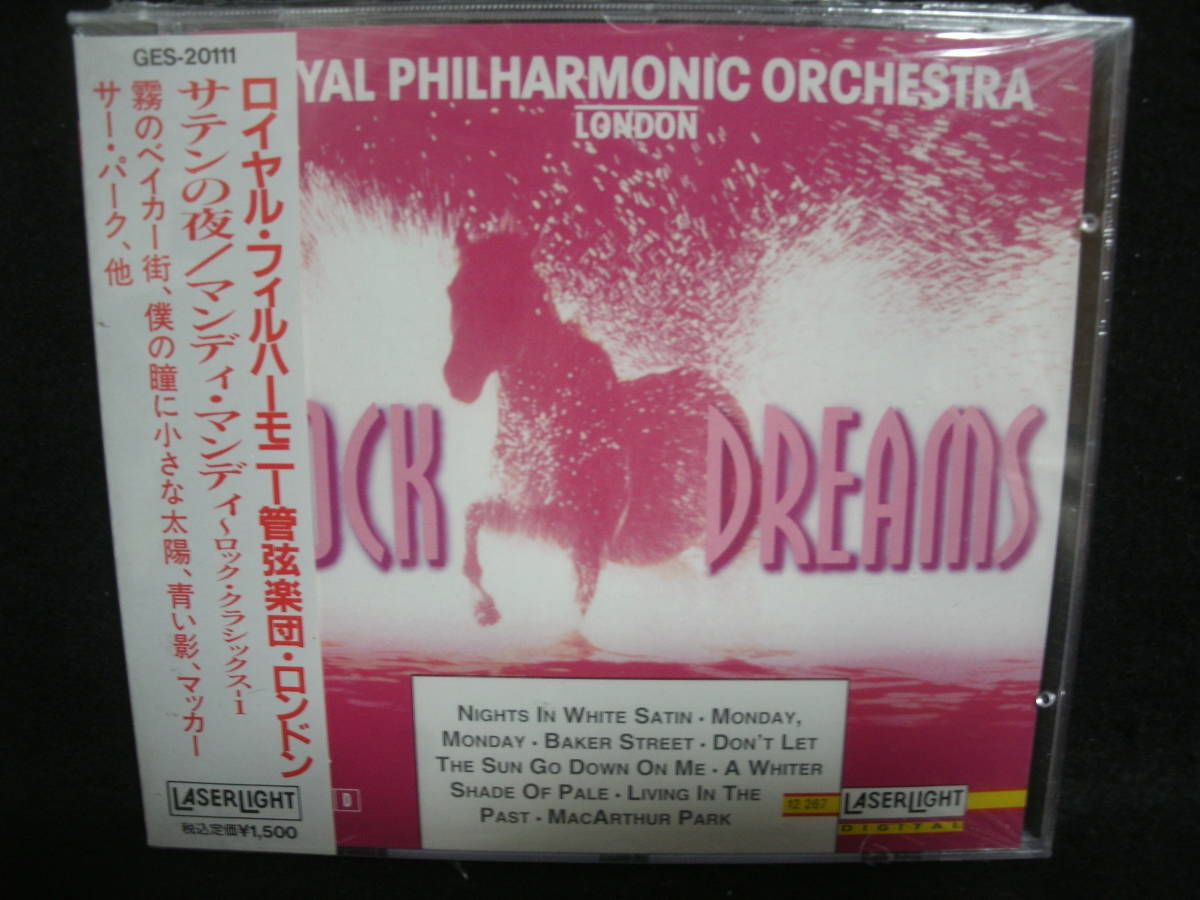 GES-20111
ロイヤル・フィルハーモニー管弦楽団・ロンドン
サテンの夜/マンディ・マンディ〜ロック・クラシックス-1
霧のベイカー街、僕の瞳に小さな太陽、青い影、マッカー
サー・パーク、他
LASERLIGHT
税込定価¥1,500
YAL PHILHARMONIC ORCHESTRA
LONDON
OCK DREAMS
NIGHTS IN WHITE SATIN · MONDAY,
MONDAY · BAKER STREET · DON'T LET
THE SUN GO DOWN ON ME · A WHITER
SHADE OF PALE · LIVING IN THE
PAST · MACARTHUR PARK
D
12 267
LASERLIGHT
DIGITAL